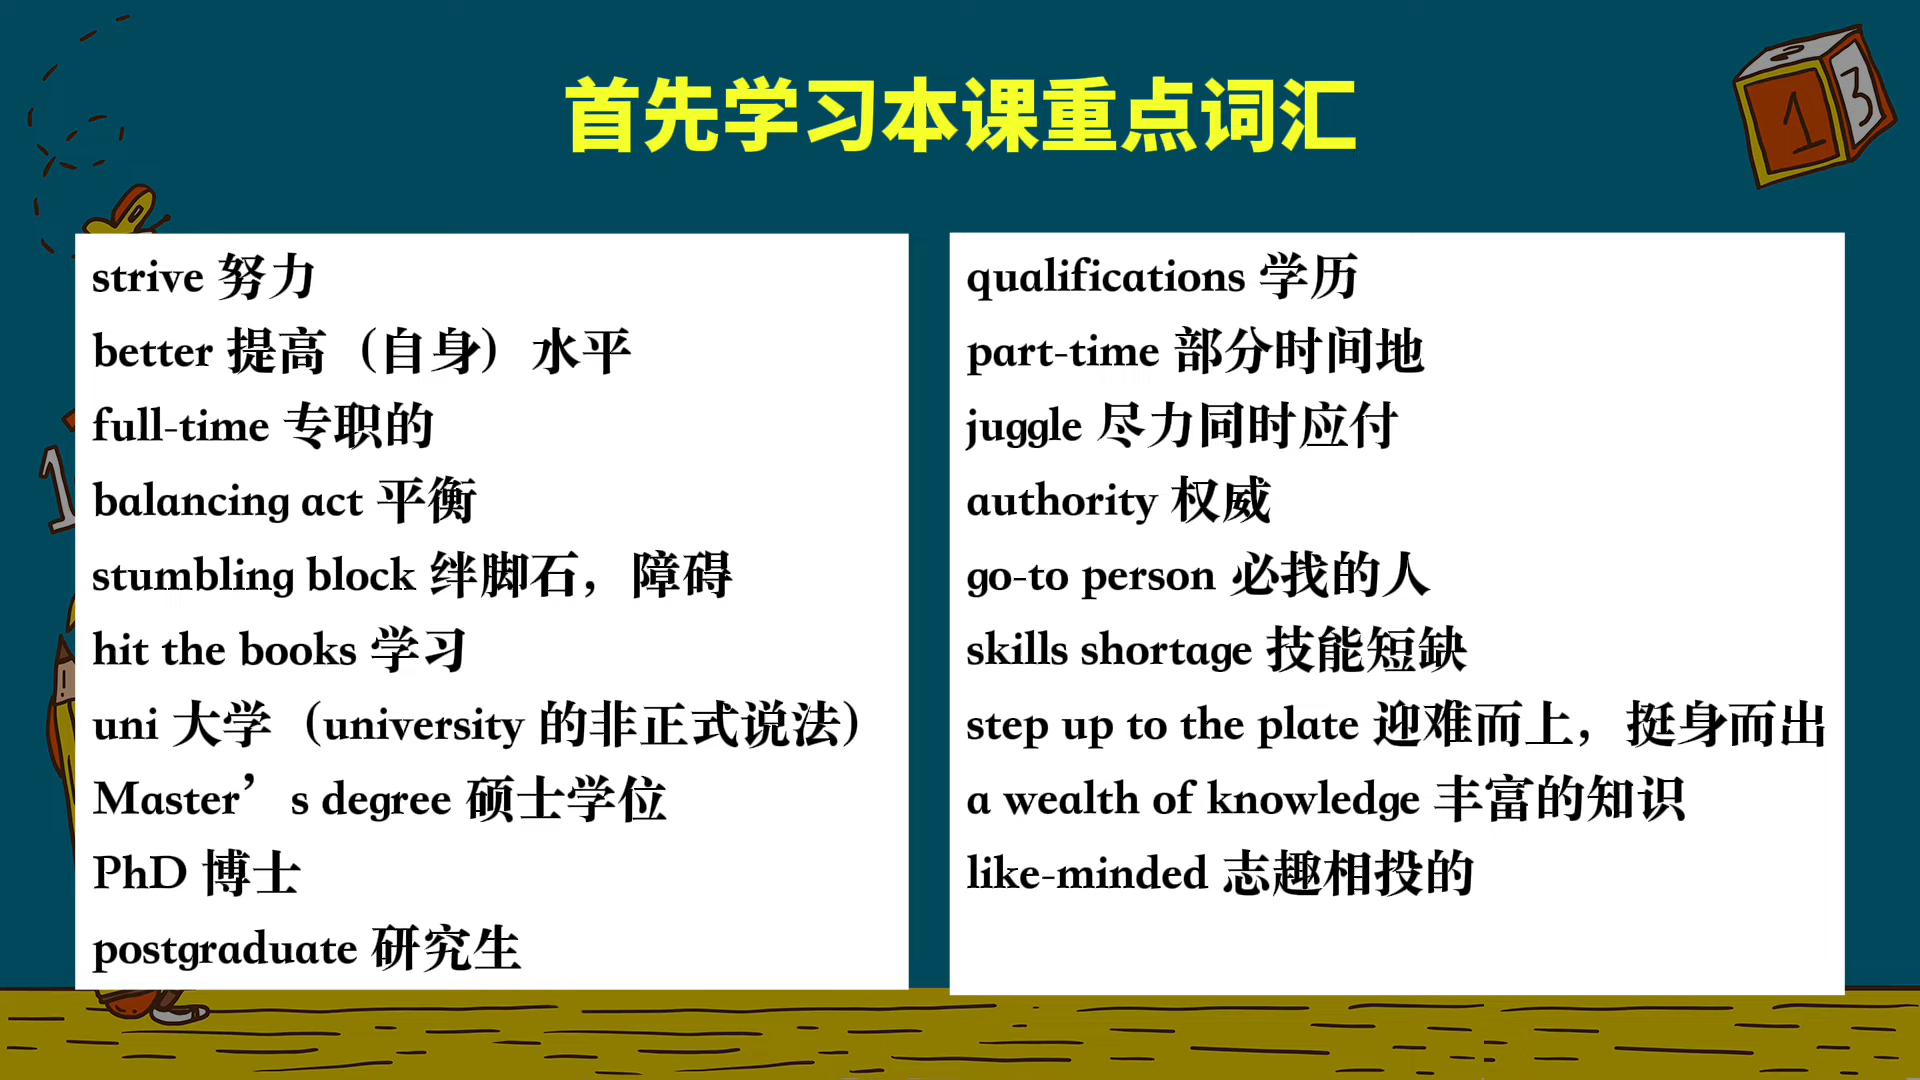 首先学习本课重点词汇
strive 努力
better 提高（自身）水平
full-time 专职的
balancing act 平衡
stumbling block 绊脚石，障碍
hit the books 学习
uni 大学（university 的非正式说法）
Master’s degree 硕士学位
PhD 博士
postgraduate 研究生
qualifications 学历
part-time 部分时间地
juggle 尽力同时应付
authority 权威
go-to person 必找的人
skills shortage 技能短缺
step up to the plate 迎难而上，挺身而出
a wealth of knowledge 丰富的知识
like-minded 志趣相投的
1
3
1